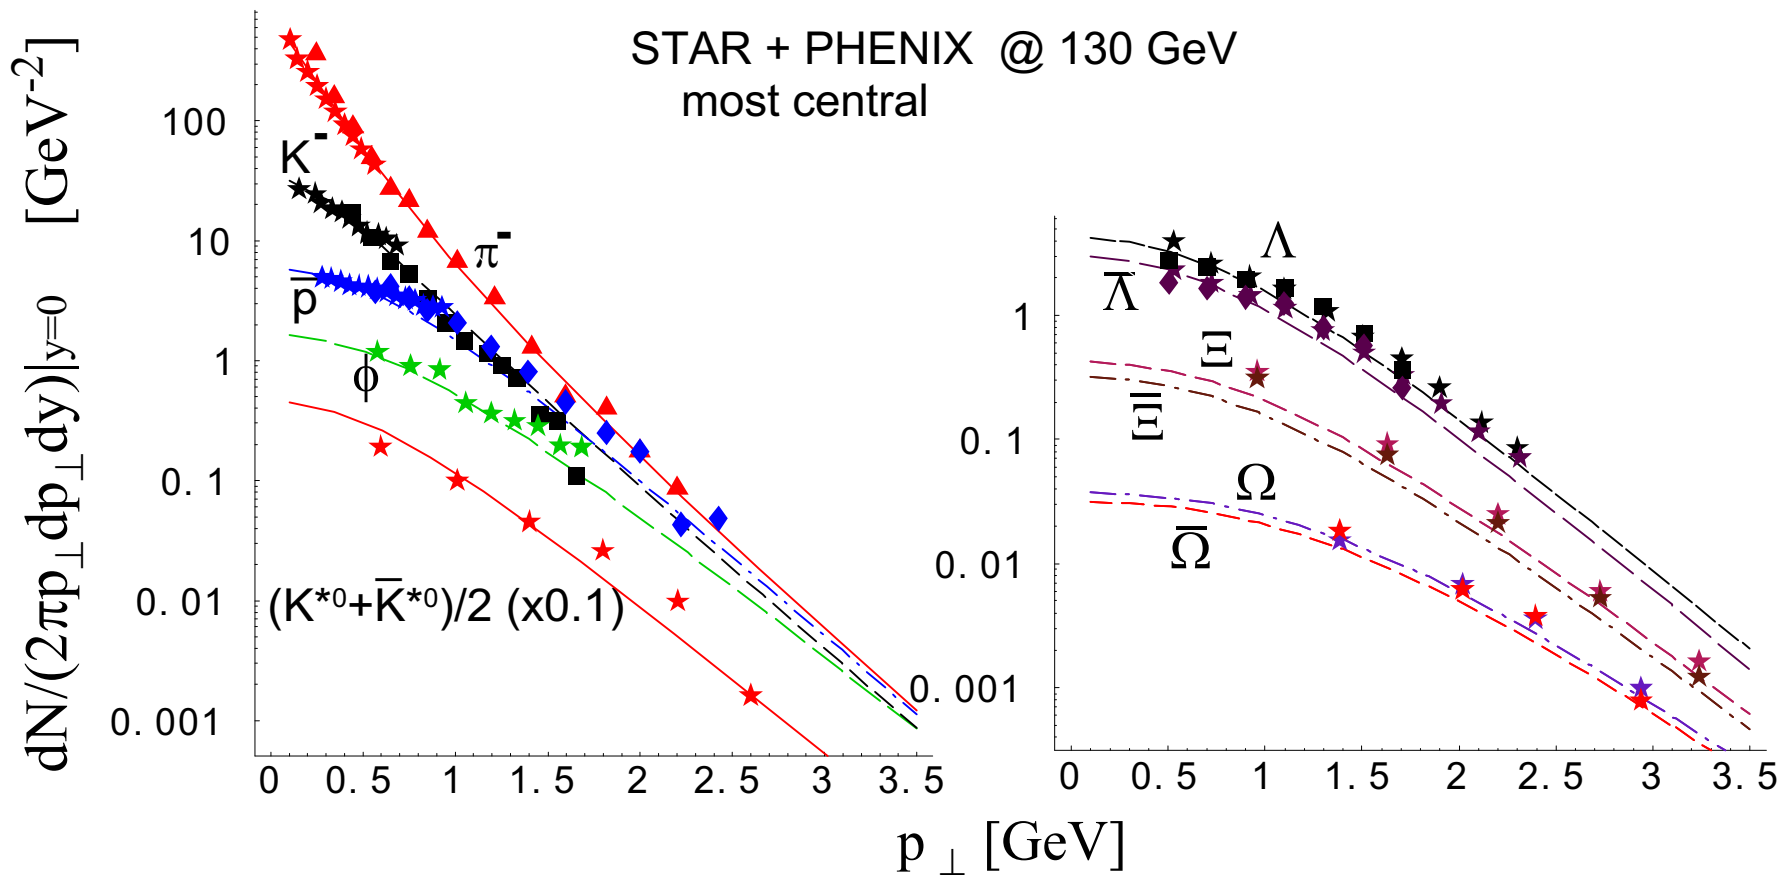 STAR + PHENIX @ 130 GeV
most central
dN/(2πp⊥dp⊥dy)|y=0 [GeV-2]
100
10
1
0.1
0.01
0.001
K-
π-
p̅
ϕ
(K*0+K̅*0)/2 (x0.1)
0 0.5 1 1.5 2 2.5 3 3.5
1
0.1
0.01
0.001
Λ
Λ̅
Ξ
Ξ̅
Ω
Ω̅
0 0.5 1 1.5 2 2.5 3 3.5
p⊥ [GeV]